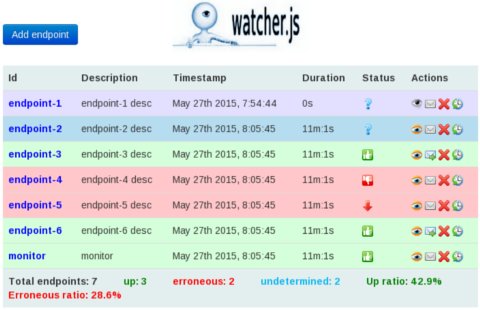 watcher.js
Add endpoint
Id Description Timestamp Duration Status Actions
endpoint-1 endpoint-1 desc May 27th 2015, 7:54:44 0s
endpoint-2 endpoint-2 desc May 27th 2015, 8:05:45 11m:1s
endpoint-3 endpoint-3 desc May 27th 2015, 8:05:45 11m:1s
endpoint-4 endpoint-4 desc May 27th 2015, 8:05:45 11m:1s
endpoint-5 endpoint-5 desc May 27th 2015, 8:05:45 11m:1s
endpoint-6 endpoint-6 desc May 27th 2015, 8:05:45 11m:1s
monitor monitor May 27th 2015, 8:05:45 11m:1s
Total endpoints: 7 up: 3 erroneous: 2 undetermined: 2 Up ratio: 42.9%
Erroneous ratio: 28.6%